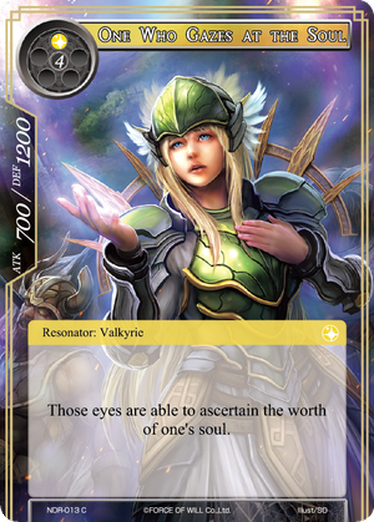 One Who Gazes at the Soul
4
ATK 700 / DEF 1200
Resonator: Valkyrie
Those eyes are able to ascertain the worth
of one's soul.
NDR-013 C ©FORCE OF WILL Co.,Ltd. Illust/SD